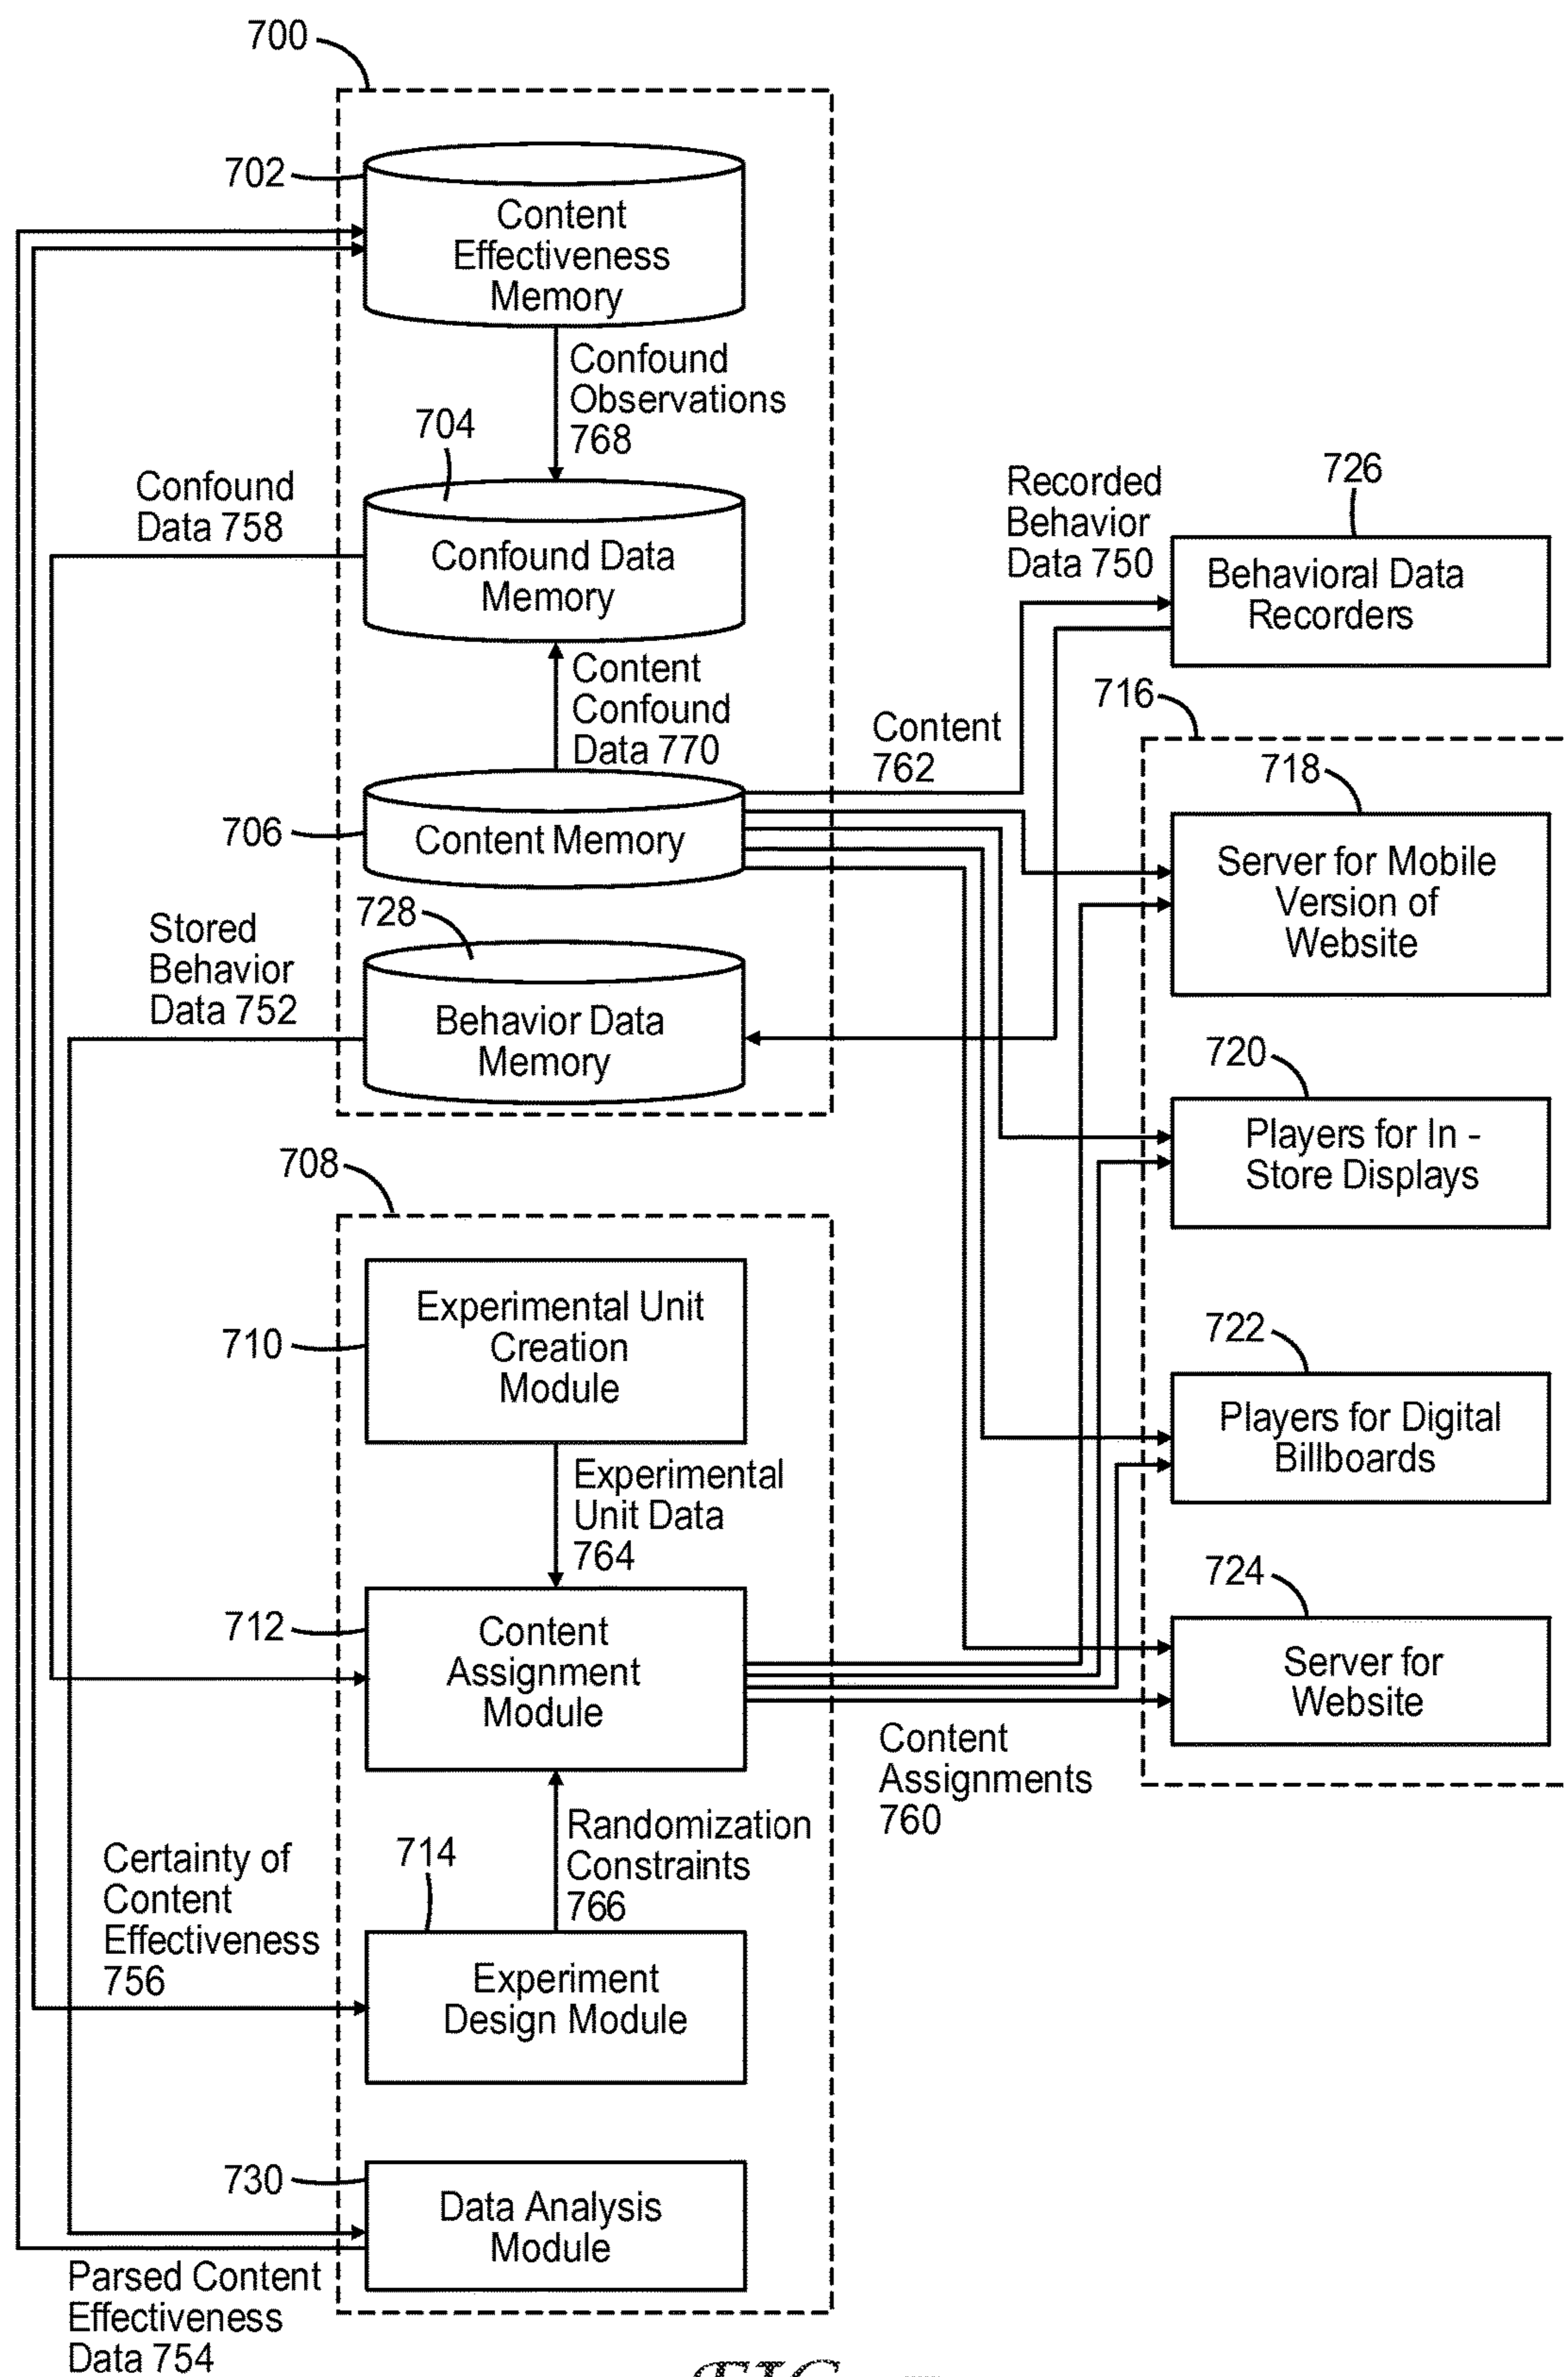 700
702
Content
Effectiveness
Memory
Confound
Observations
768
704
Confound
Data 758
Confound Data
Memory
Recorded
Behavior
Data 750
726
Behavioral Data
Recorders
Content
Confound
Data 770
Content
762
716
718
706
Content Memory
Server for Mobile
Version of
Website
Stored
Behavior
Data 752
728
Behavior Data
Memory
720
Players for In -
Store Displays
708
710
Experimental Unit
Creation
Module
722
Players for Digital
Billboards
Experimental
Unit Data
764
724
Server for
Website
712
Content
Assignment
Module
Content
Assignments
760
Randomization
Constraints
766
Certainty of
Content
Effectiveness
756
714
Experiment
Design Module
730
Data Analysis
Module
Parsed Content
Effectiveness
Data 754